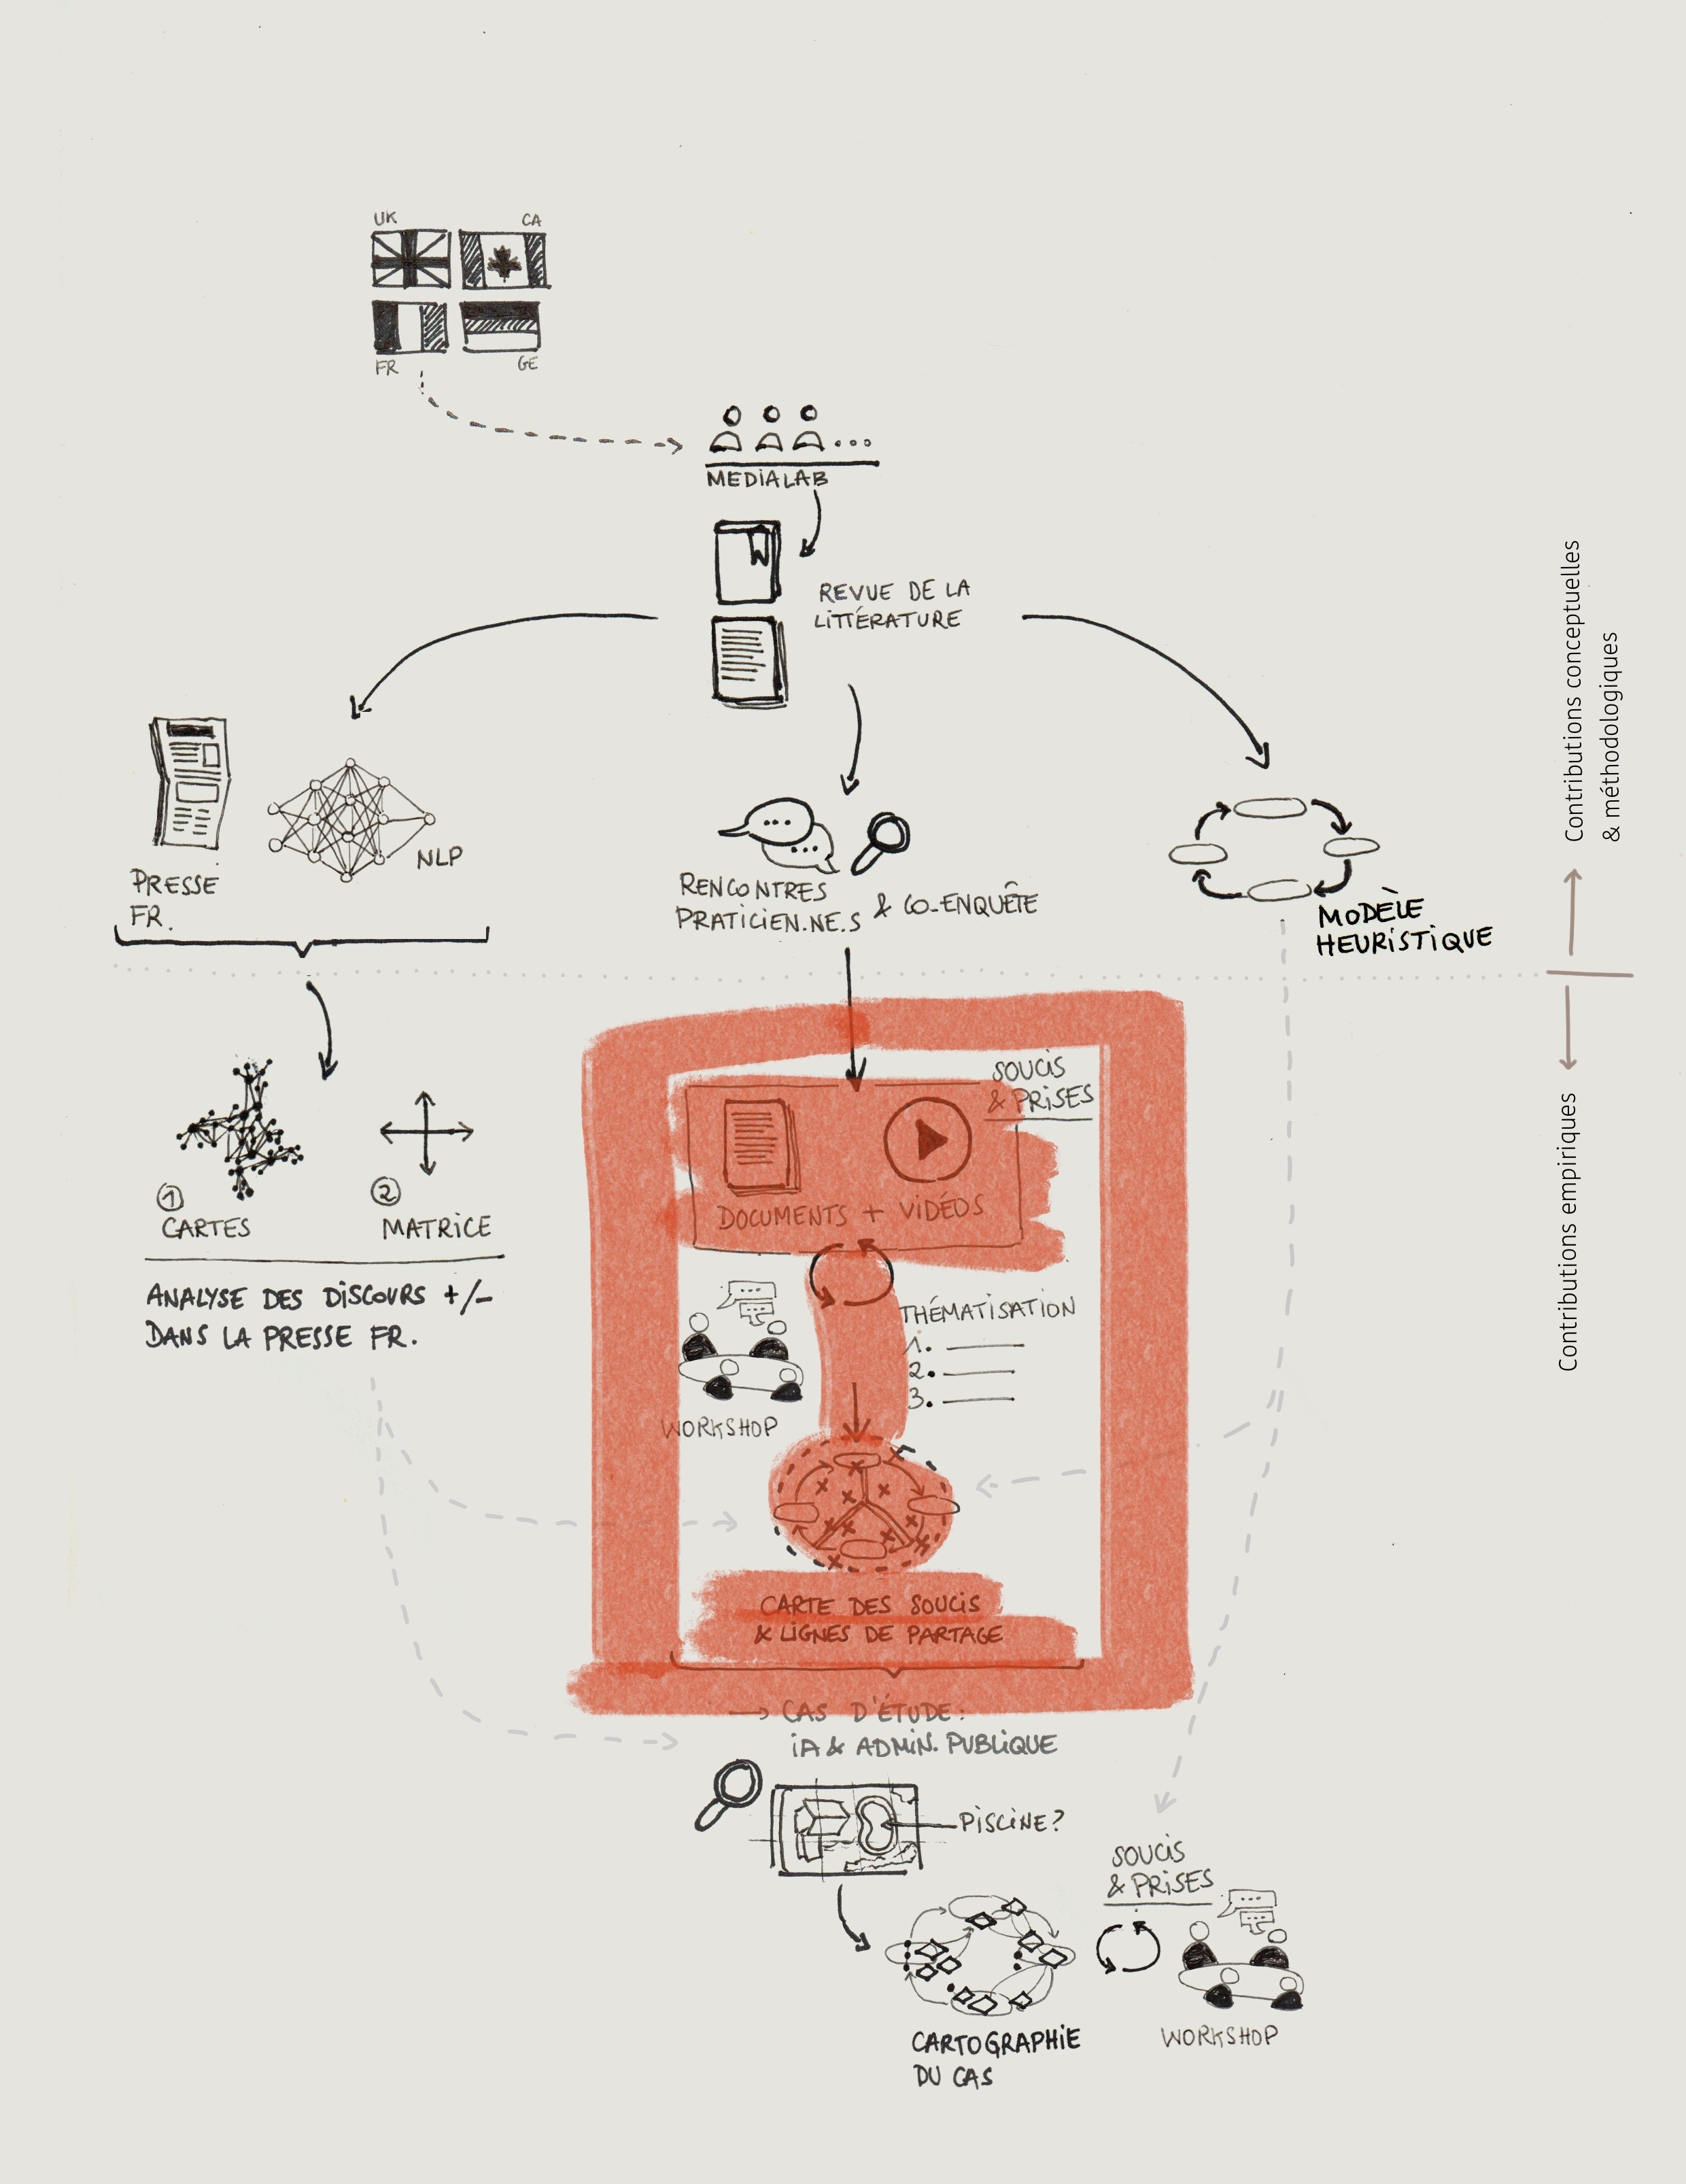 UK
CA
FR
GE
MEDIALAB
REVUE DE LA
LITTÉRATURE
PRESSE
FR.
NLP
RENCONTRES
PRATICIEN.NE.S & CO-ENQUÊTE
MODÈLE
HEURISTIQUE
Contributions conceptuelles
& méthodologiques
Contributions empiriques
1
CARTES
2
MATRICE
ANALYSE DES DISCOURS +/-
DANS LA PRESSE FR.
SOUCIS
& PRISES
DOCUMENTS + VIDÉOS
THÉMATISATION
1.
2.
3.
WORKSHOP
CARTE DES SOUCIS
& LIGNES DE PARTAGE
→ CAS D'ÉTUDE:
IA & ADMIN. PUBLIQUE
PISCINE?
SOUCIS
& PRISES
CARTOGRAPHIE
DU CAS
WORKSHOP